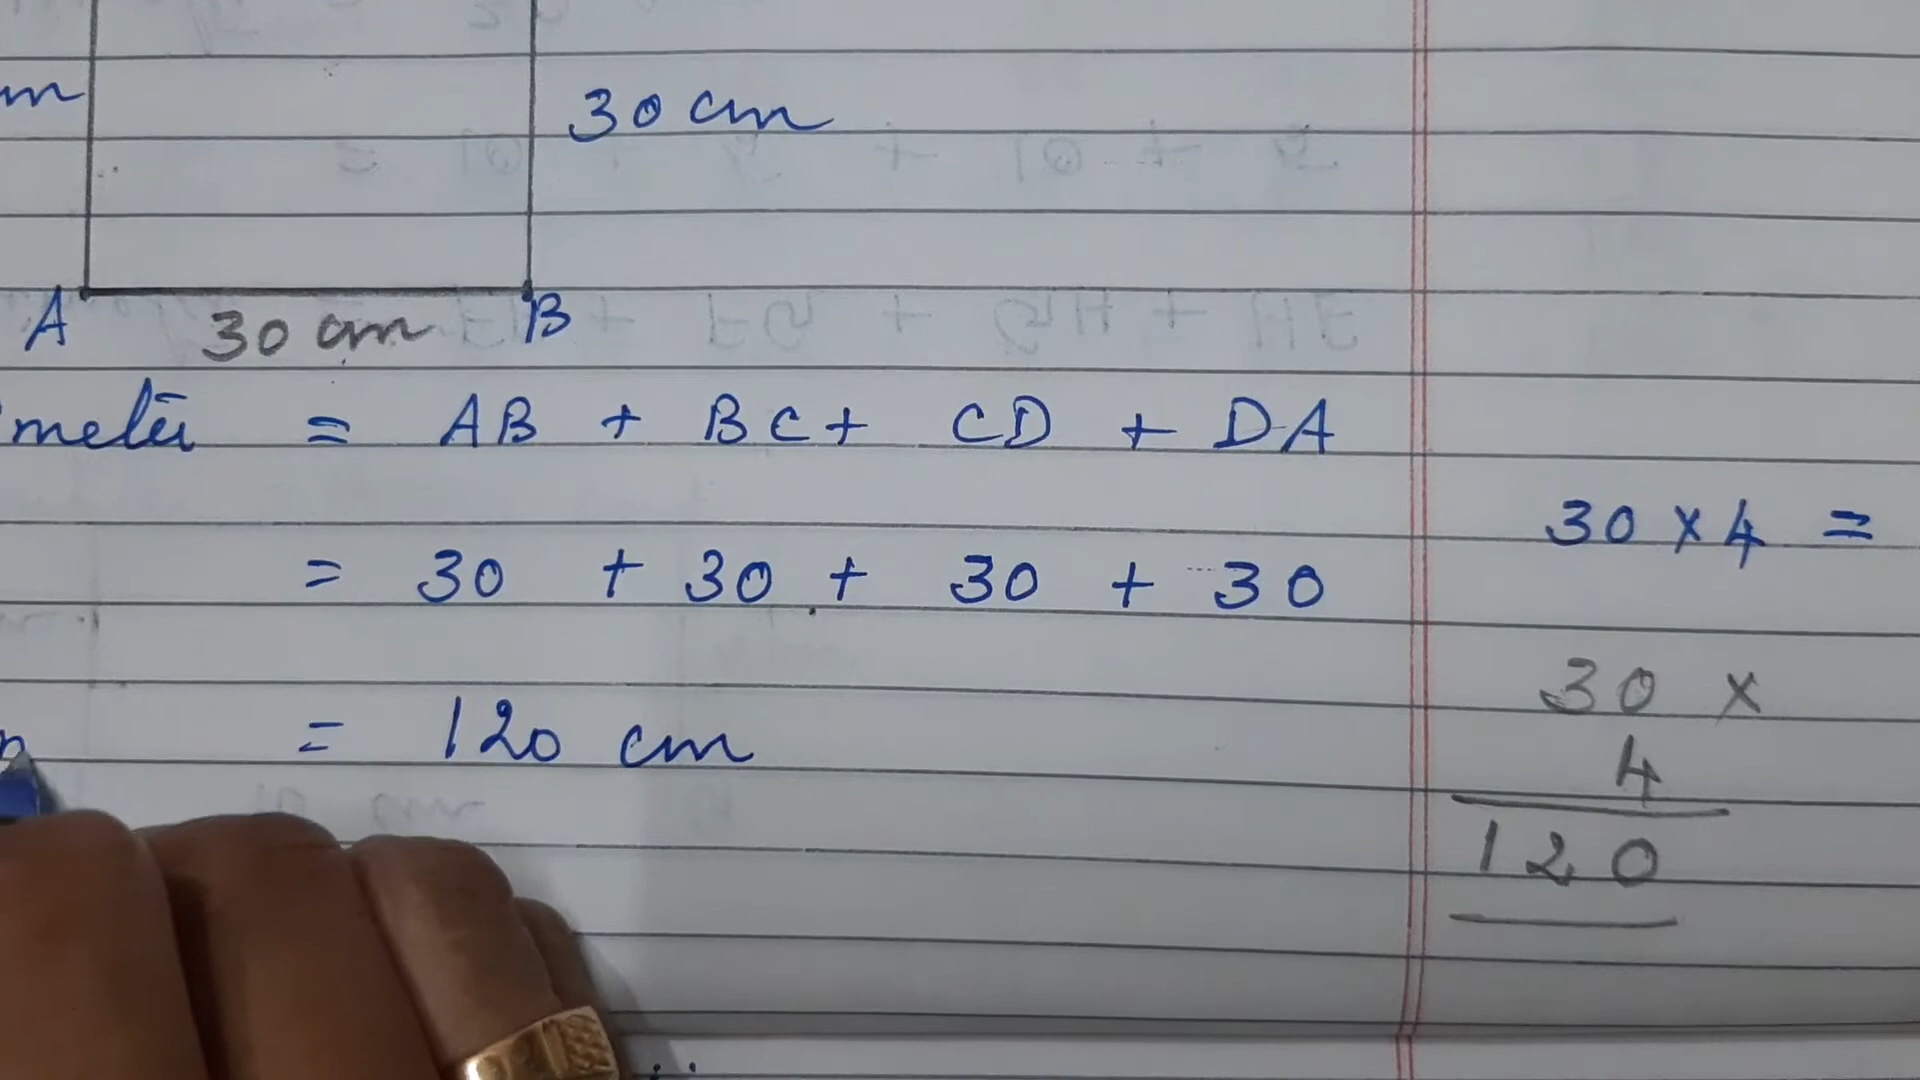 m 30 cm
A 30 cm B
meter = AB + BC + CD + DA
30 × 4 =
= 30 + 30 + 30 + 30
30 ×
4
120
= 120 cm